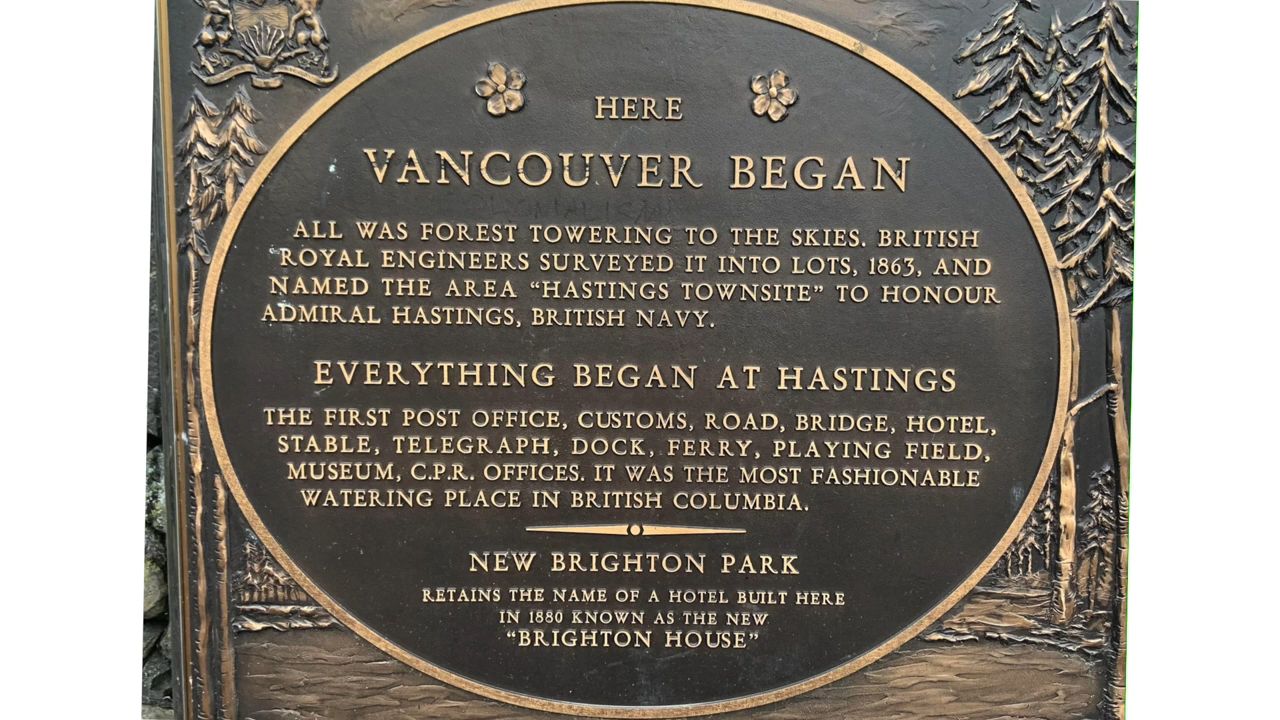 HERE
VANCOUVER BEGAN
ALL WAS FOREST TOWERING TO THE SKIES. BRITISH
ROYAL ENGINEERS SURVEYED IT INTO LOTS, 1863, AND
NAMED THE AREA “HASTINGS TOWNSITE” TO HONOUR
ADMIRAL HASTINGS, BRITISH NAVY.
EVERYTHING BEGAN AT HASTINGS
THE FIRST POST OFFICE, CUSTOMS, ROAD, BRIDGE, HOTEL,
STABLE, TELEGRAPH, DOCK, FERRY, PLAYING FIELD,
MUSEUM, C.P.R. OFFICES. IT WAS THE MOST FASHIONABLE
WATERING PLACE IN BRITISH COLUMBIA.
NEW BRIGHTON PARK
RETAINS THE NAME OF A HOTEL BUILT HERE
IN 1880 KNOWN AS THE NEW
“BRIGHTON HOUSE”